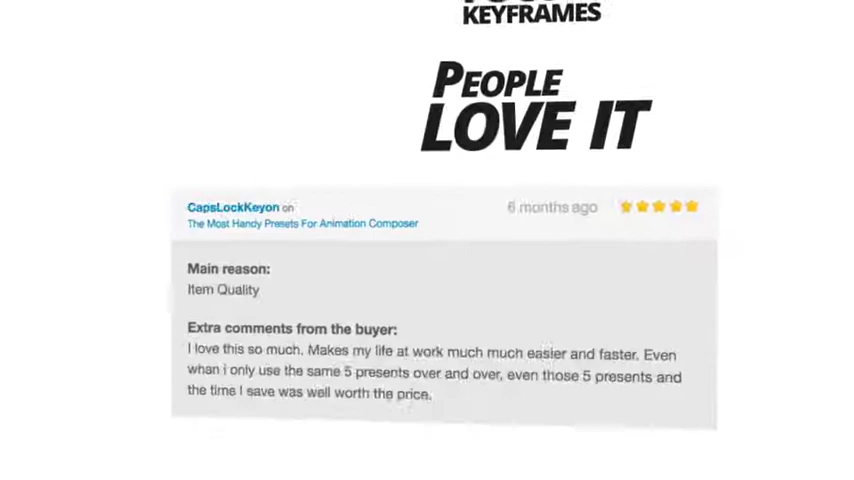 KEYFRAMES
PEOPLE
LOVE IT
CapsLockKeyon on
6 months ago
The Most Handy Presets For Animation Composer
Main reason:
Item Quality
Extra comments from the buyer:
I love this so much. Makes my life at work much much easier and faster. Even
whan i only use the same 5 presents over and over, even those 5 presents and
the time I save was well worth the price.